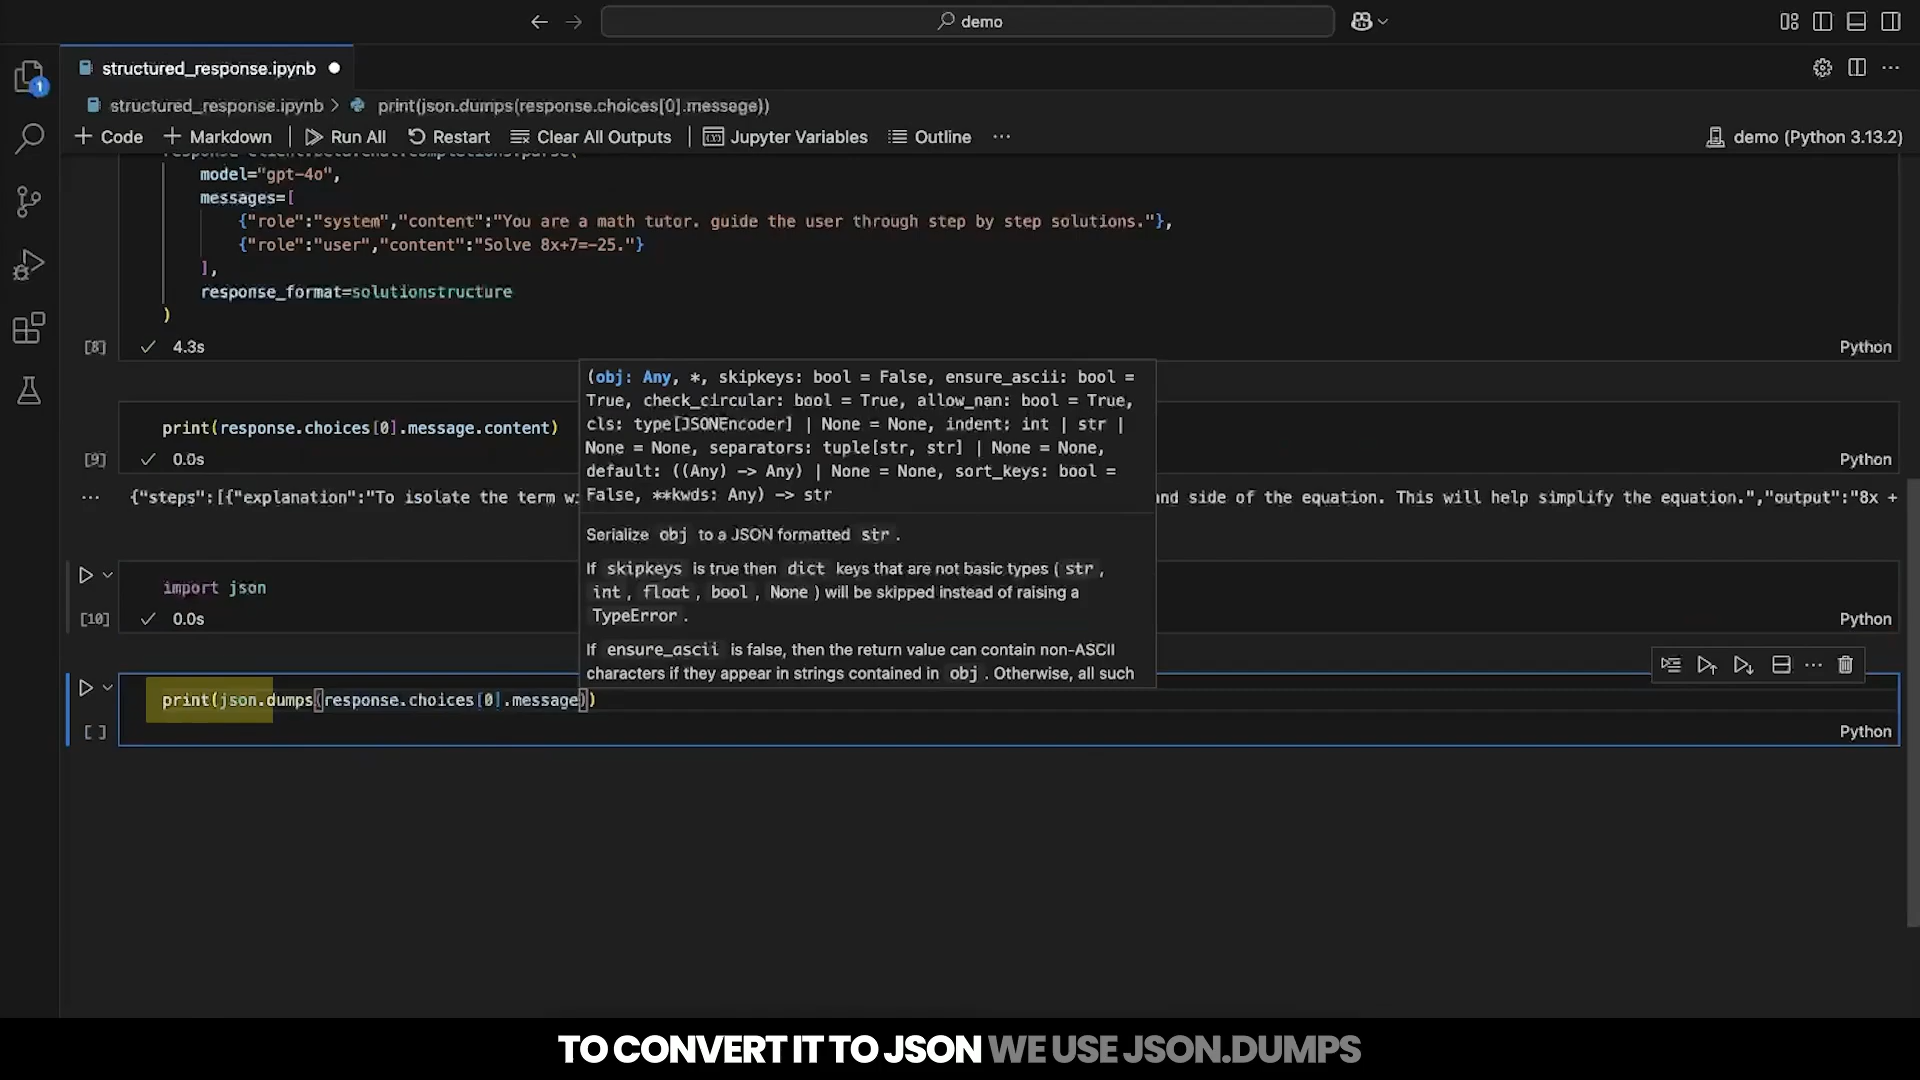 demo
structured_response.ipynb
structured_response.ipynb > print(json.dumps(response.choices[0].message))
+ Code + Markdown | Run All Restart Clear All Outputs | Jupyter Variables Outline ... demo (Python 3.13.2)
model="gpt-4o",
messages=[
{"role":"system","content":"You are a math tutor. guide the user through step by step solutions."},
{"role":"user","content":"Solve 8x+7=-25."}
],
response_format=solutionstructure
)
[8] 4.3s Python
(obj: Any, *, skipkeys: bool = False, ensure_ascii: bool =
True, check_circular: bool = True, allow_nan: bool = True,
cls: type[JSONEncoder] | None = None, indent: int | str |
None = None, separators: tuple[str, str] | None = None,
default: ((Any) -> Any) | None = None, sort_keys: bool =
False, **kwds: Any) -> str
Serialize obj to a JSON formatted str.
If skipkeys is true then dict keys that are not basic types (str,
int, float, bool, None) will be skipped instead of raising a
TypeError.
If ensure_ascii is false, then the return value can contain non-ASCII
characters if they appear in strings contained in obj. Otherwise, all such
print(response.choices[0].message.content)
[9] 0.0s Python
... {"steps":[{"explanation":"To isolate the term and side of the equation. This will help simplify the equation.","output":"8x +
import json
[10] 0.0s Python
print(json.dumps(response.choices[0].message))
[ ] Python
TO CONVERT IT TO JSON WE USE JSON.DUMPS